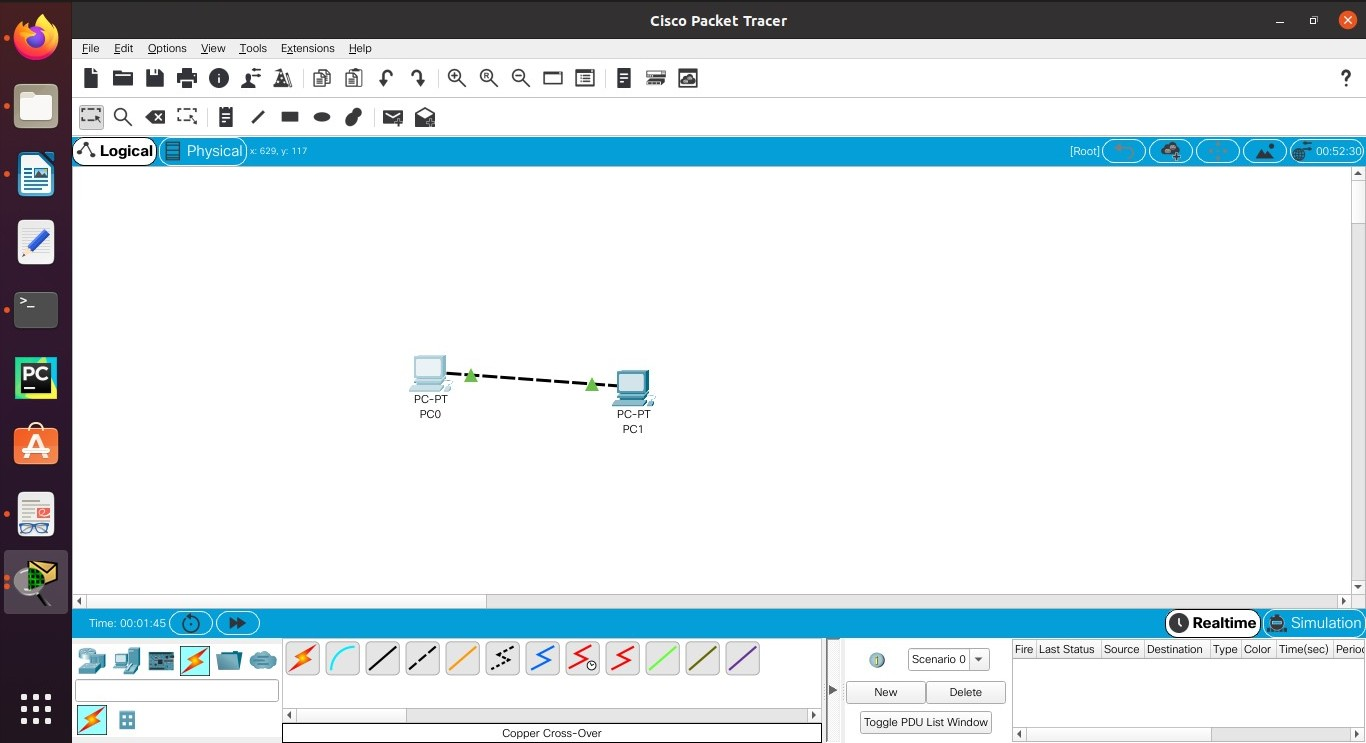 Cisco Packet Tracer
File Edit Options View Tools Extensions Help
Logical Physical x: 629, y: 117 [Root] 00:52:30
PC-PT
PC0
PC-PT
PC1
Time: 00:01:45 Realtime Simulation
Fire Last Status Source Destination Type Color Time(sec) Perio
Scenario 0
New Delete
Toggle PDU List Window
Copper Cross-Over